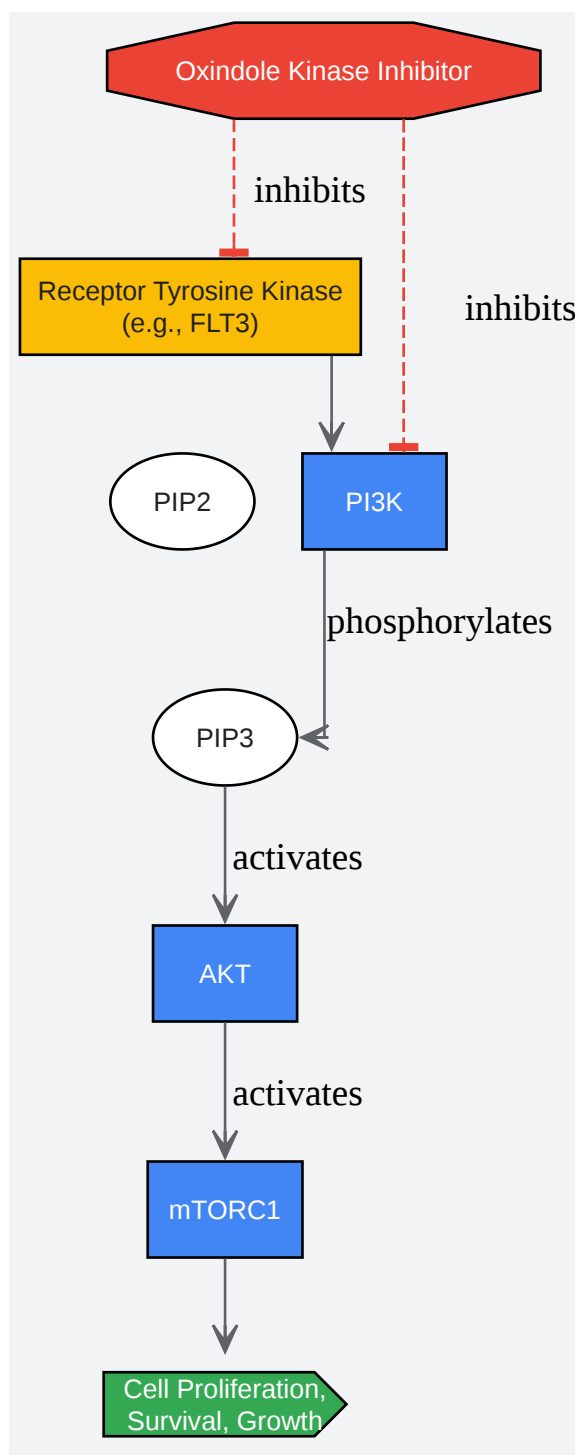 Oxindole Kinase Inhibitor
inhibits
Receptor Tyrosine Kinase
(e.g., FLT3)
inhibits
PIP2
PI3K
phosphorylates
PIP3
activates
AKT
activates
mTORC1
Cell Proliferation,
Survival, Growth